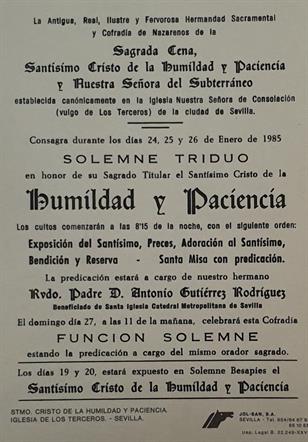 La Antigua, Real, Ilustre y Fervorosa Hermandad Sacramental
y Cofradía de Nazarenos de la
Sagrada Cena,
Santísimo Cristo de la Humildad y Paciencia
y Nuestra Señora del Subterráneo
establecida canónicamente en la Iglesia Nuestra Señora de Consolación
(vulgo de Los Terceros) de la ciudad de Sevilla.
Consagra durante los días 24, 25 y 26 de Enero de 1985
SOLEMNE TRIDUO
en honor de su Sagrado Titular el Santísimo Cristo de la
Humildad y Paciencia
Los cultos comenzarán a las 8'15 de la noche, con el siguiente orden:
Exposición del Santísimo, Preces, Adoración al Santísimo,
Bendición y Reserva - Santa Misa con predicación.
La predicación estará a cargo de nuestro hermano
Rvdo. Padre D. Antonio Gutiérrez Rodríguez
Beneficiado de Santa Iglesia Catedral Metropolitana de Sevilla
El domingo día 27, a las 11 de la mañana, celebrará esta Cofradía
FUNCION SOLEMNE
estando la predicación a cargo del mismo orador sagrado.
Los días 19 y 20, estará expuesto en Solemne Besapíes el
Santísimo Cristo de la Humildad y Paciencia
STMO. CRISTO DE LA HUMILDAD Y PACIENCIA
IGLESIA DE LOS TERCEROS. - SEVILLA.
JOL-SAN, S.A.
SEVILLA - Tel.